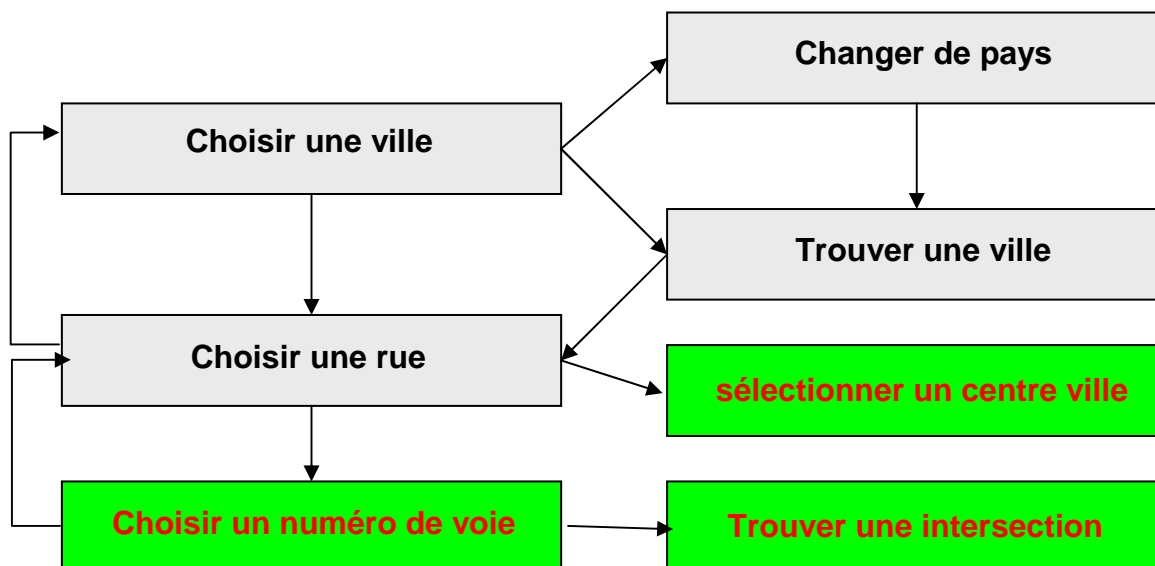 Changer de pays
Choisir une ville
Trouver une ville
Choisir une rue
sélectionner un centre ville
Choisir un numéro de voie
Trouver une intersection